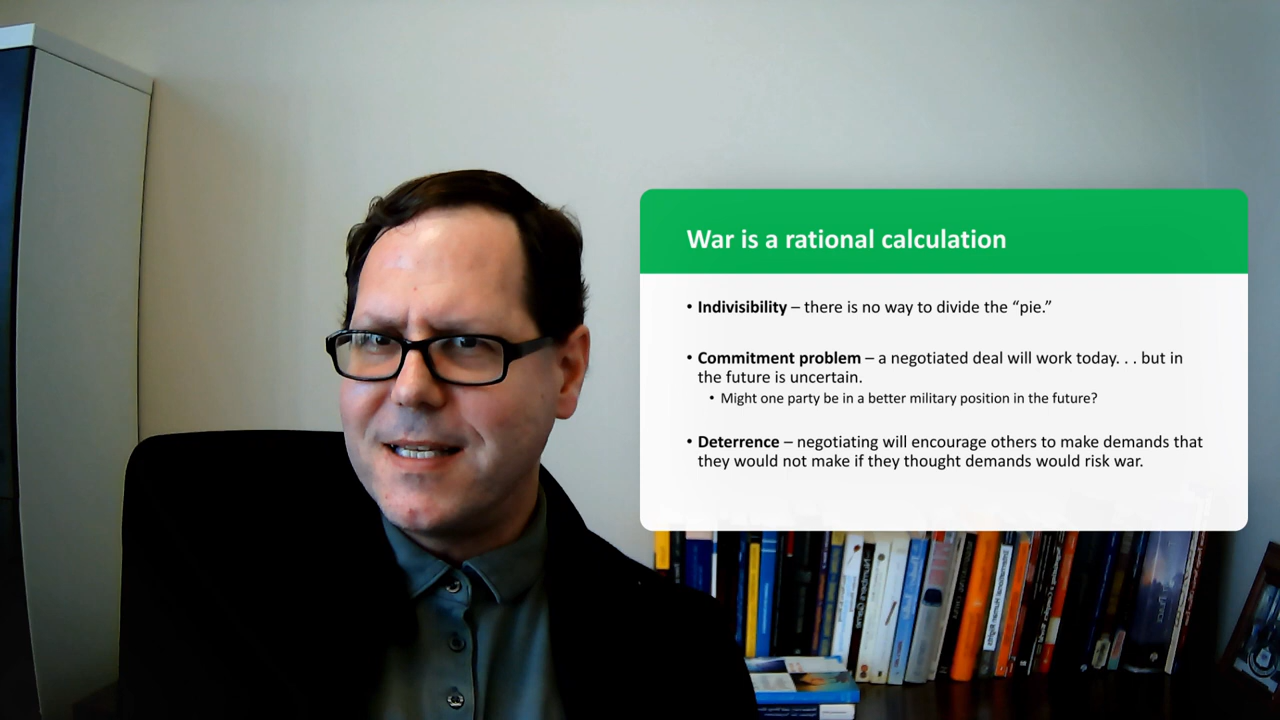 War is a rational calculation
• Indivisibility – there is no way to divide the “pie.”
• Commitment problem – a negotiated deal will work today. . . but in
the future is uncertain.
• Might one party be in a better military position in the future?
• Deterrence – negotiating will encourage others to make demands that
they would not make if they thought demands would risk war.